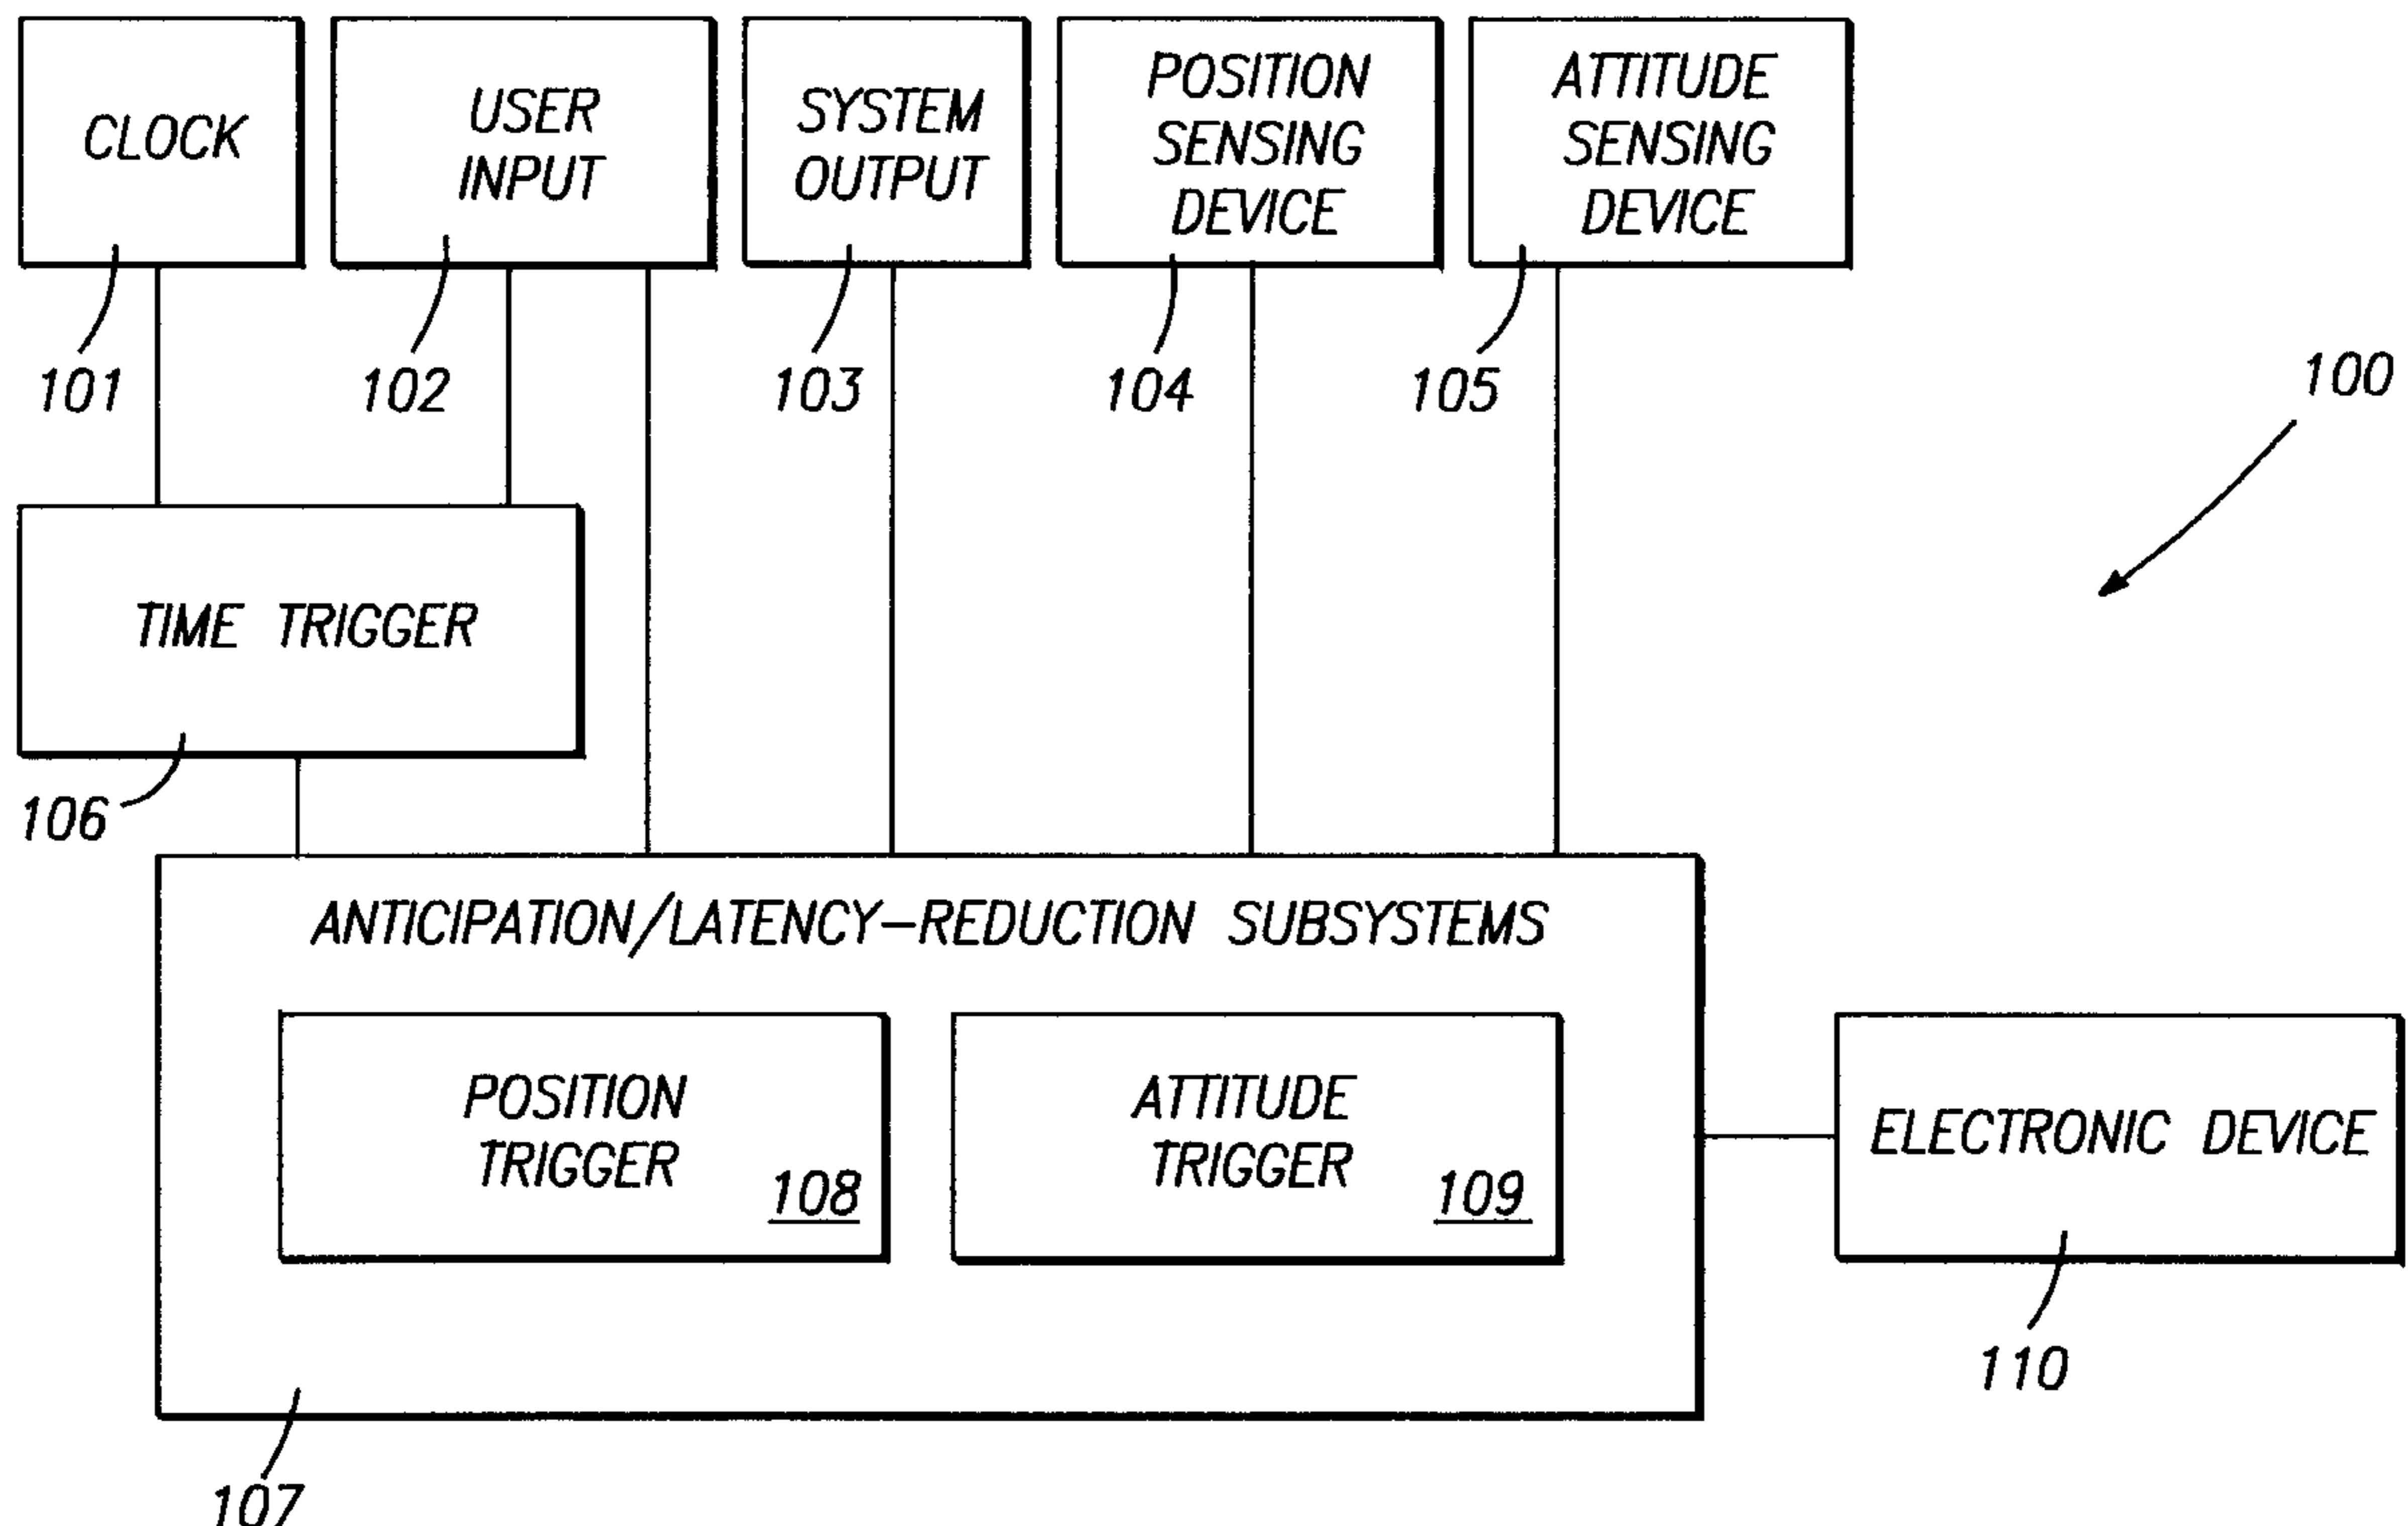 CLOCK
USER
INPUT
SYSTEM
OUTPUT
POSITION
SENSING
DEVICE
ATTITUDE
SENSING
DEVICE
101
102
103
104
105
100
TIME TRIGGER
106
ANTICIPATION/LATENCY-REDUCTION SUBSYSTEMS
POSITION
TRIGGER
108
ATTITUDE
TRIGGER
109
ELECTRONIC DEVICE
110
107